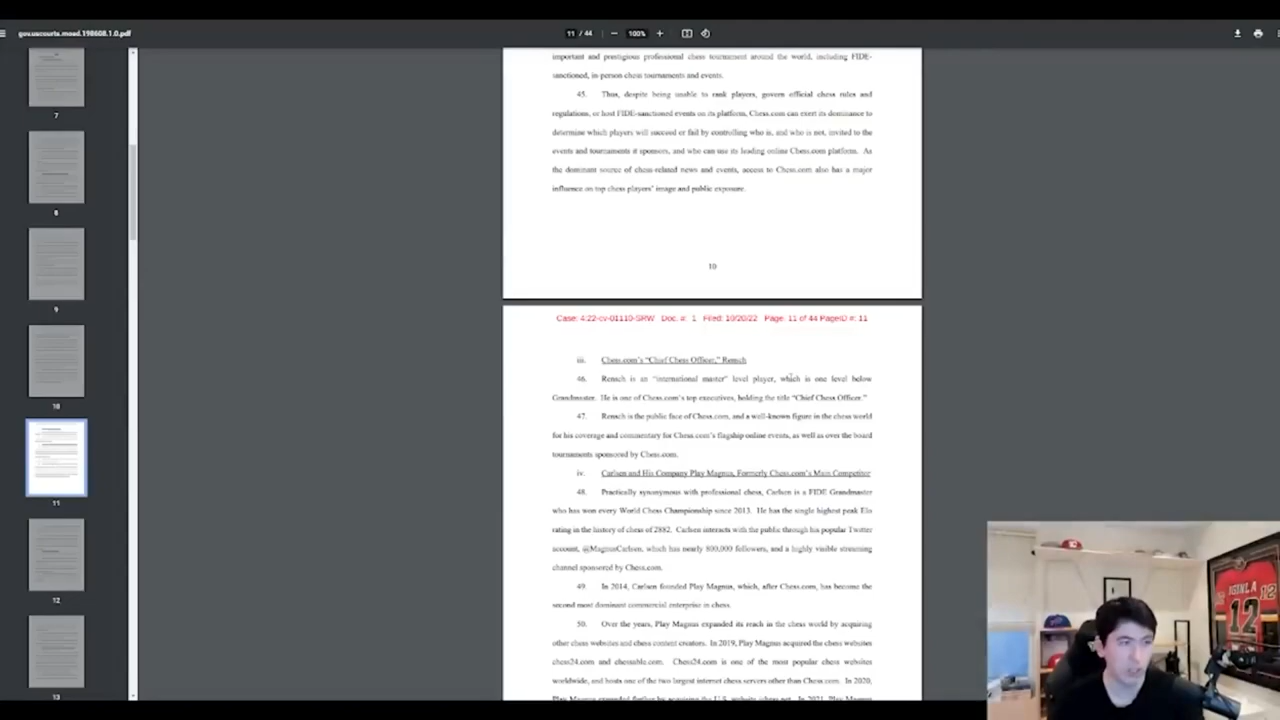 gov.uscourts.moed.198608.1.0.pdf
11 / 44
100%
7
8
9
10
11
12
13
important and prestigious professional chess tournament around the world, including FIDE-
sanctioned, in-person chess tournaments and events.
45. Thus, despite being unable to rank players, govern official chess rules and
regulations, or host FIDE-sanctioned events on its platform, Chess.com can exert its dominance to
determine which players will succeed or fail by controlling who is, and who is not, invited to the
events and tournaments it sponsors, and who can use its leading online Chess.com platform. As
the dominant source of chess-related news and events, access to Chess.com also has a major
influence on top chess players' image and public exposure.
10
Case: 4:22-cv-01110-SRW Doc. #: 1 Filed: 10/20/22 Page: 11 of 44 PageID #: 11
iii. Chess.com's "Chief Chess Officer," Rensch
46. Rensch is an "international master" level player, which is one level below
Grandmaster. He is one of Chess.com's top executives, holding the title "Chief Chess Officer."
47. Rensch is the public face of Chess.com, and a well-known figure in the chess world
for his coverage and commentary for Chess.com's flagship online events, as well as over the board
tournaments sponsored by Chess.com.
iv. Carlsen and His Company Play Magnus, Formerly Chess.com's Main Competitor
48. Practically synonymous with professional chess, Carlsen is a FIDE Grandmaster
who has won every World Chess Championship since 2013. He has the single highest peak Elo
rating in the history of chess of 2882. Carlsen interacts with the public through his popular Twitter
account, @MagnusCarlsen, which has nearly 800,000 followers, and a highly visible streaming
channel sponsored by Chess.com.
49. In 2014, Carlsen founded Play Magnus, which, after Chess.com, has become the
second most dominant commercial enterprise in chess.
50. Over the years, Play Magnus expanded its reach in the chess world by acquiring
other chess websites and chess content creators. In 2019, Play Magnus acquired the chess websites
chess24.com and chessable.com. Chess24.com is one of the most popular chess websites
worldwide, and hosts one of the two largest internet chess servers other than Chess.com. In 2020,
Play Magnus expanded further by acquiring the U.S. website ichess.net. In 2021, Play Magnus
12